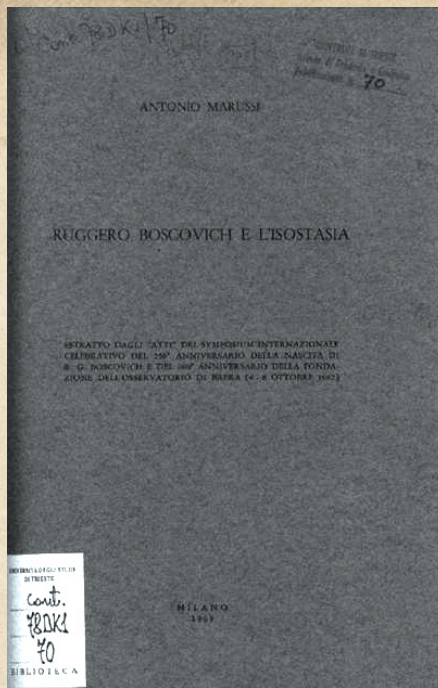 Cont. 78DK1/70
70
ANTONIO MARUSSI
RUGGERO BOSCOVICH E L'ISOSTASIA
ESTRATTO DAGLI "ATTI" DEL SYMPOSIUM INTERNAZIONALE
CELEBRATIVO DEL 250° ANNIVERSARIO DELLA NASCITA DI
R. G. BOSCOVICH E DEL 200° ANNIVERSARIO DELLA FONDA-
ZIONE DELL'OSSERVATORIO DI BRERA [4 - 8 OTTOBRE 1962]
UNIVERSITÀ DEGLI STUDI
DI TRIESTE
cont.
78DK1
70
BIBLIOTECA
MILANO
1963